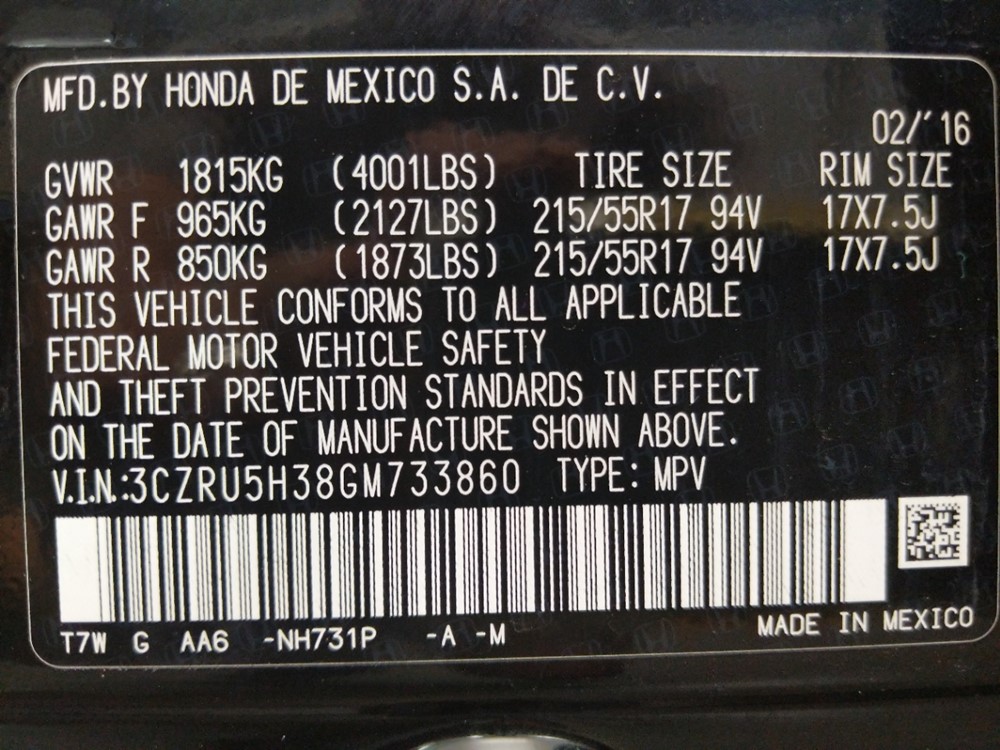 MFD.BY HONDA DE MEXICO S.A. DE C.V.
02/'16
GVWR 1815KG (4001LBS) TIRE SIZE RIM SIZE
GAWR F 965KG (2127LBS) 215/55R17 94V 17X7.5J
GAWR R 850KG (1873LBS) 215/55R17 94V 17X7.5J
THIS VEHICLE CONFORMS TO ALL APPLICABLE
FEDERAL MOTOR VEHICLE SAFETY
AND THEFT PREVENTION STANDARDS IN EFFECT
ON THE DATE OF MANUFACTURE SHOWN ABOVE.
V.I.N.:3CZRU5H38GM733860 TYPE: MPV
T7W G AA6 -NH731P -A -M MADE IN MEXICO